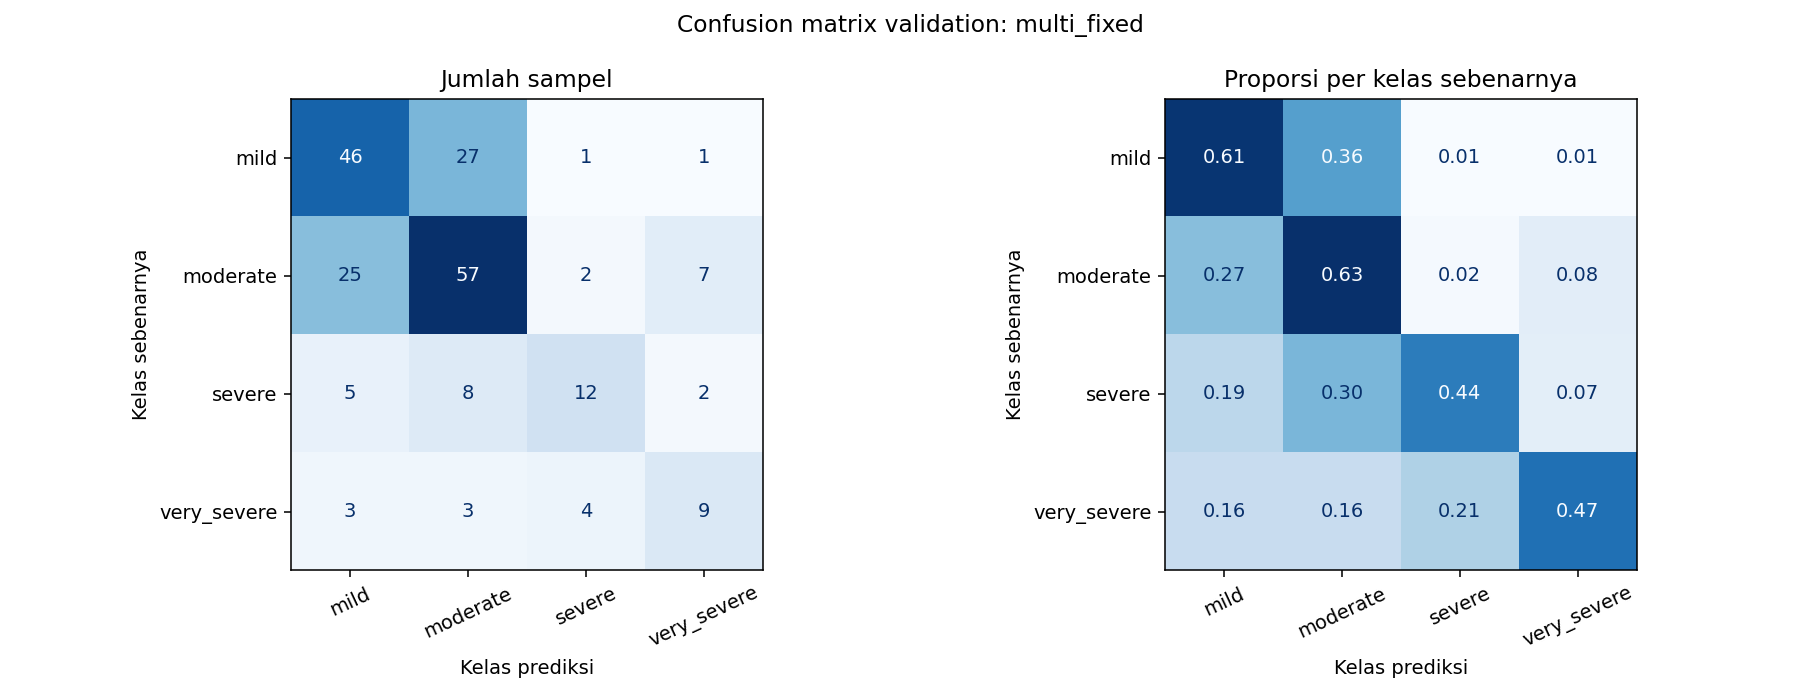 Confusion matrix validation: multi_fixed
Jumlah sampel
Kelas sebenarnya
mild 46 27 1 1
moderate 25 57 2 7
severe 5 8 12 2
very_severe 3 3 4 9
mild moderate severe very_severe
Kelas prediksi
Proporsi per kelas sebenarnya
Kelas sebenarnya
mild 0.61 0.36 0.01 0.01
moderate 0.27 0.63 0.02 0.08
severe 0.19 0.30 0.44 0.07
very_severe 0.16 0.16 0.21 0.47
mild moderate severe very_severe
Kelas prediksi